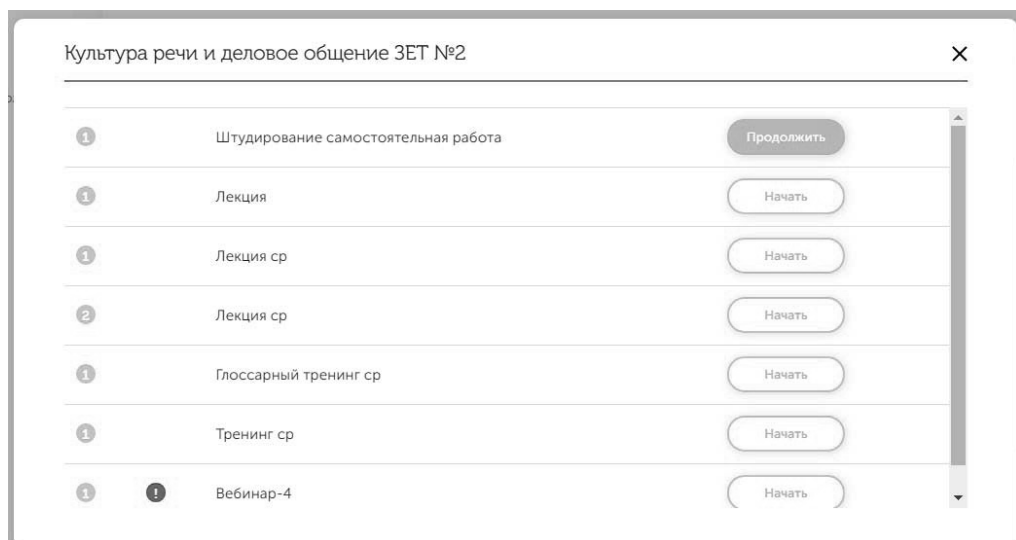 Культура речи и деловое общение ЗЕТ №2
1 Штудирование самостоятельная работа Продолжить
1 Лекция Начать
1 Лекция ср Начать
2 Лекция ср Начать
1 Глоссарный тренинг ср Начать
1 Тренинг ср Начать
1 ! Вебинар-4 Начать